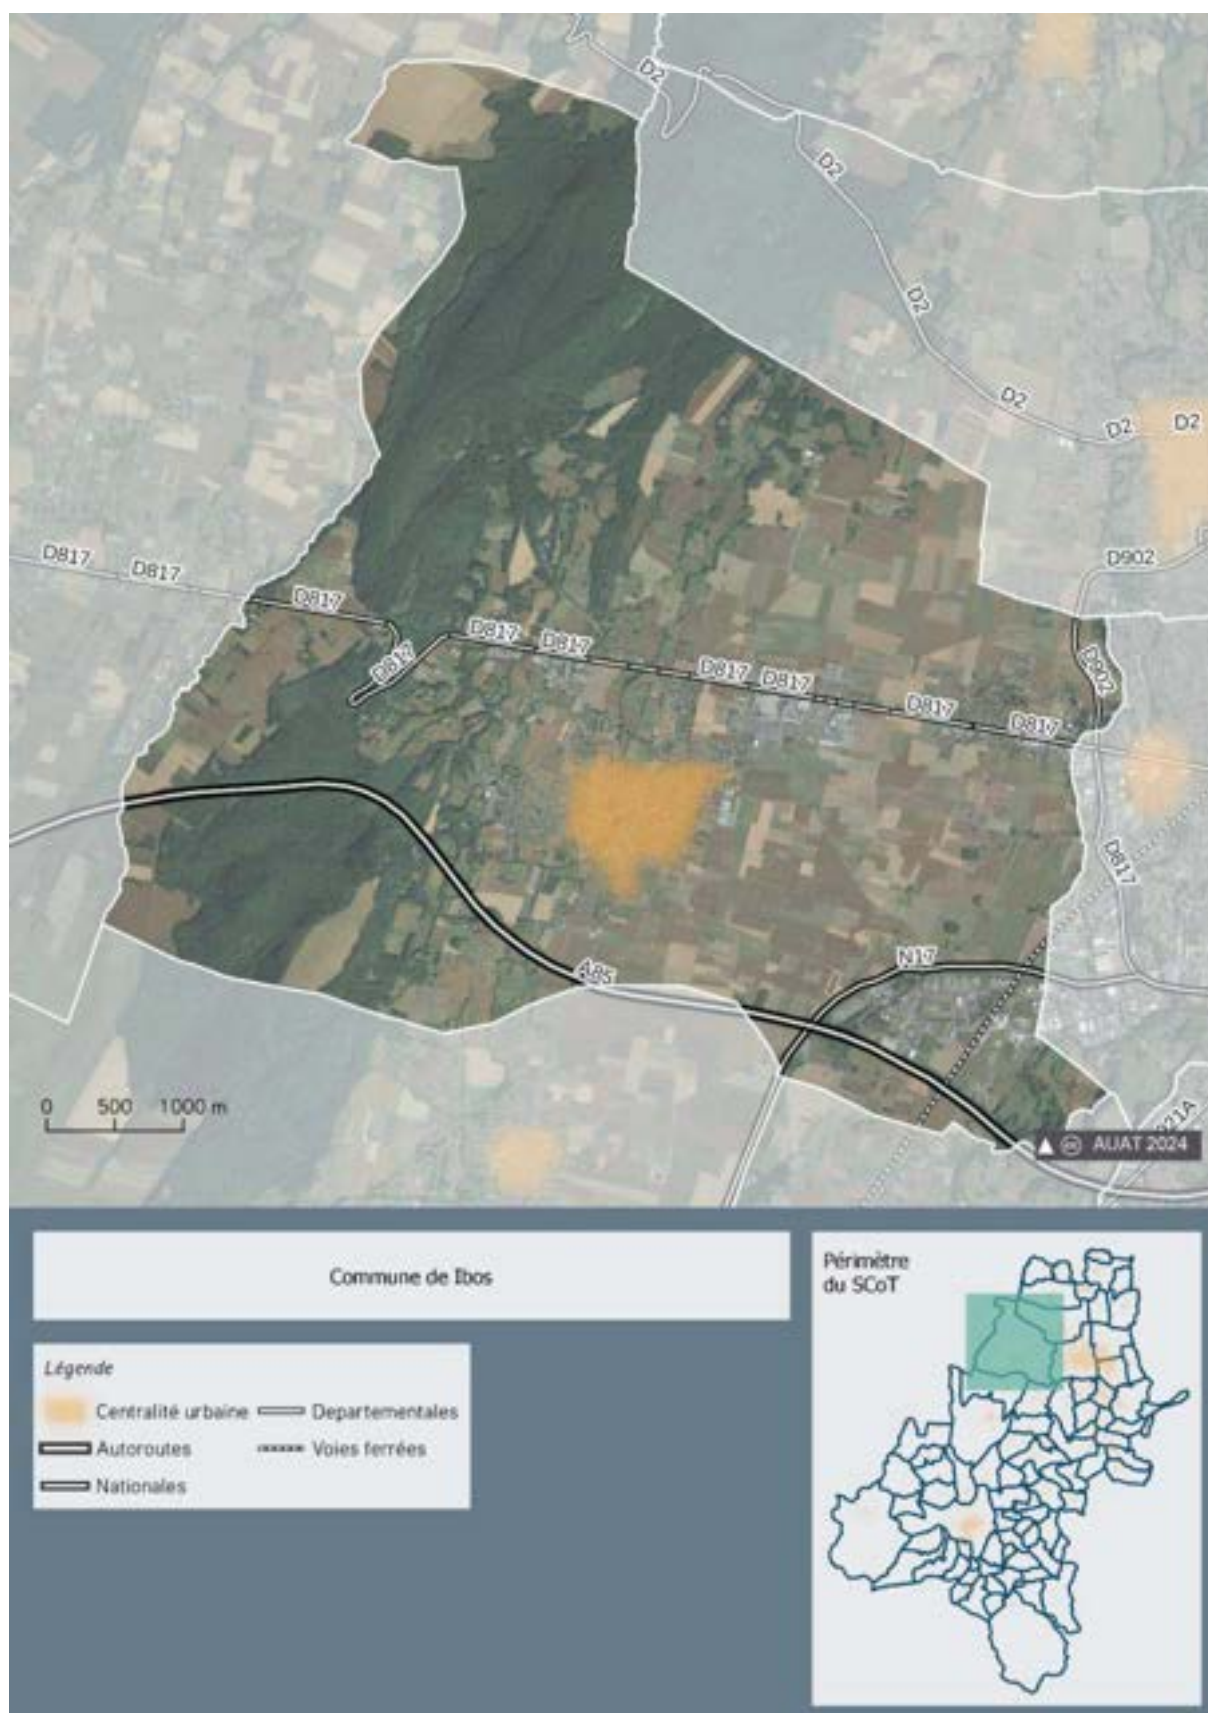 D2
D2
D2
D2
D2
D2
D902
D817
D817
D817
D817
D817
D817
D817
D817
D817
D817
D902
D817
A85
N17
0 500 1000 m
921A
AUAT 2024
Commune de Ibos
Périmètre
du SCoT
Légende
Centralité urbaine
Departementales
Autoroutes
Voies ferrées
Nationales